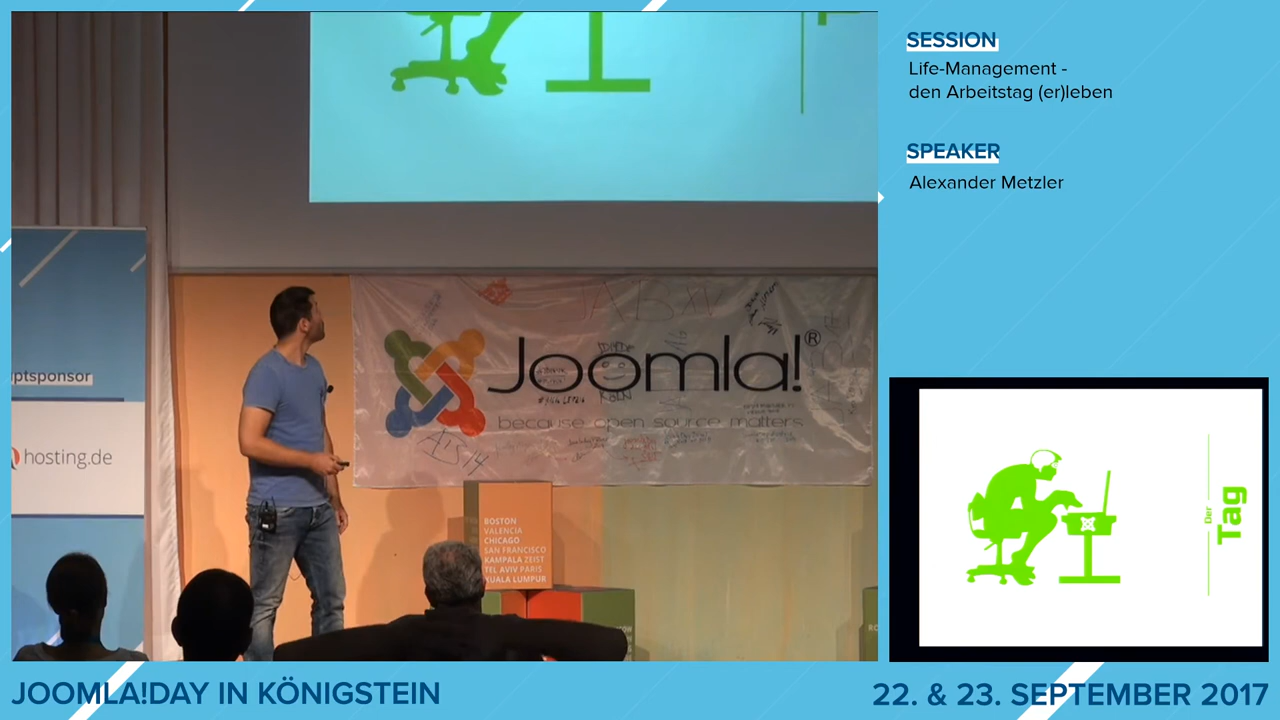 SESSION
Life-Management -
den Arbeitstag (er)leben
SPEAKER
Alexander Metzler
ptsponsor
hosting.de
Joomla!®
because open source matters
KÖLN
BOSTON
VALENCIA
CHICAGO
SAN FRANCISCO
KAMPALA ZEIST
TEL AVIV PARIS
KUALA LUMPUR
Der
Tag
JOOMLA!DAY IN KÖNIGSTEIN
22. & 23. SEPTEMBER 2017